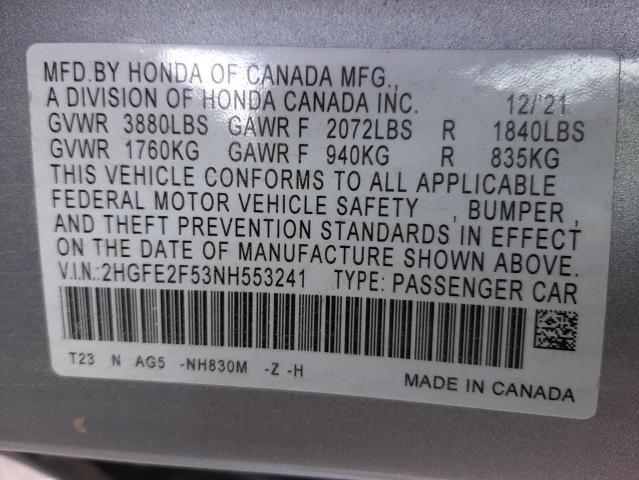 MFD.BY HONDA OF CANADA MFG.,
A DIVISION OF HONDA CANADA INC. 12/'21
GVWR 3880LBS GAWR F 2072LBS R 1840LBS
GVWR 1760KG GAWR F 940KG R 835KG
THIS VEHICLE CONFORMS TO ALL APPLICABLE
FEDERAL MOTOR VEHICLE SAFETY , BUMPER ,
AND THEFT PREVENTION STANDARDS IN EFFECT
ON THE DATE OF MANUFACTURE SHOWN ABOVE.
V.I.N.:2HGFE2F53NH553241 TYPE: PASSENGER CAR
T23 N AG5 -NH830M -Z -H
MADE IN CANADA